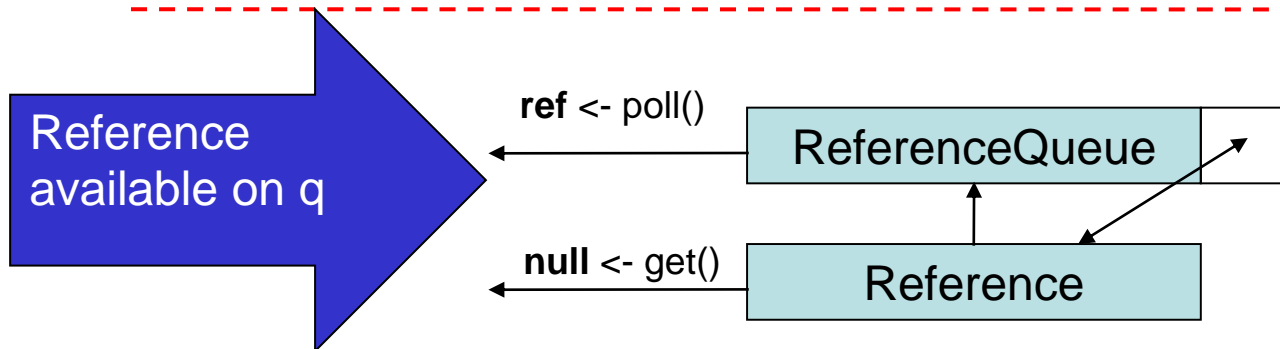 Reference
available on q
ref <- poll()
ReferenceQueue
null <- get()
Reference